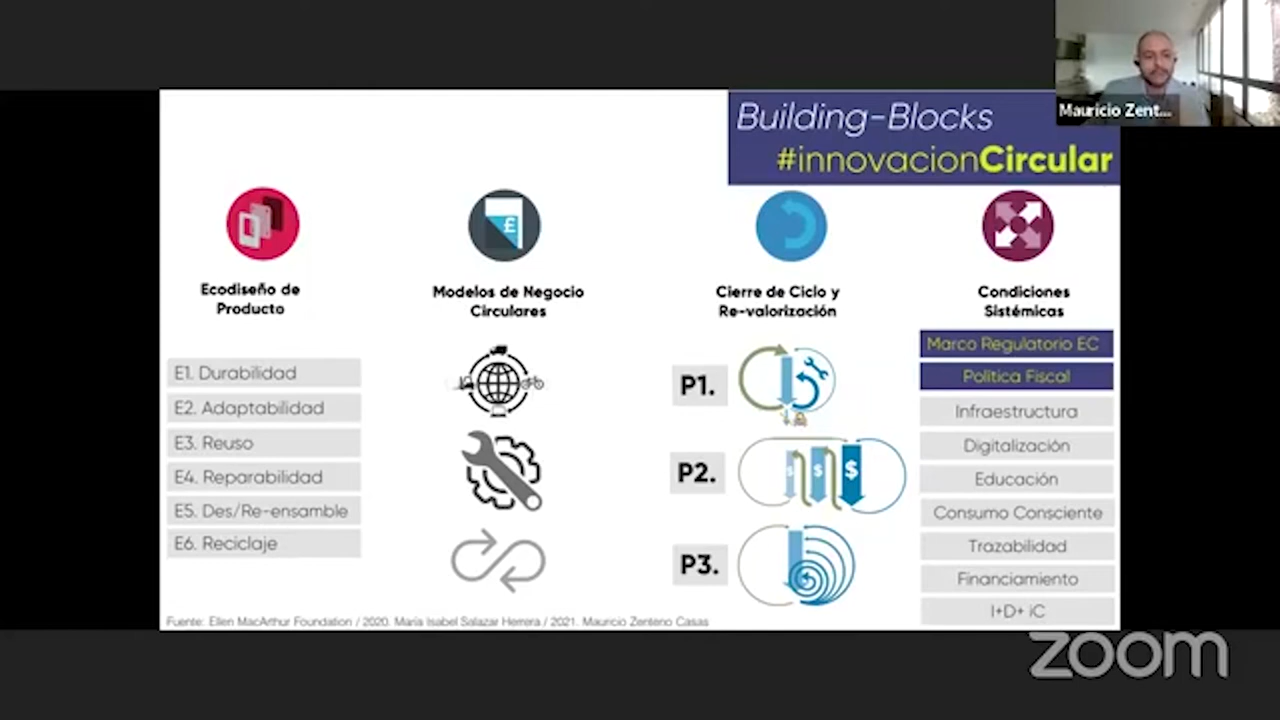 Mauricio Zent...
Building-Blocks
#innovacionCircular
Ecodiseño de
Producto
E1. Durabilidad
E2. Adaptabilidad
E3. Reuso
E4. Reparabilidad
E5. Des/Re-ensamble
E6. Reciclaje
£
Modelos de Negocio
Circulares
Cierre de Ciclo y
Re-valorización
P1.
P2.
$ $ $
P3.
Condiciones
Sistémicas
Marco Regulatorio EC
Política Fiscal
Infraestructura
Digitalización
Educación
Consumo Consciente
Trazabilidad
Financiamiento
I+D+ iC
Fuente: Ellen MacArthur Foundation / 2020. María Isabel Salazar Herrera / 2021. Mauricio Zenteno Casas
zoom